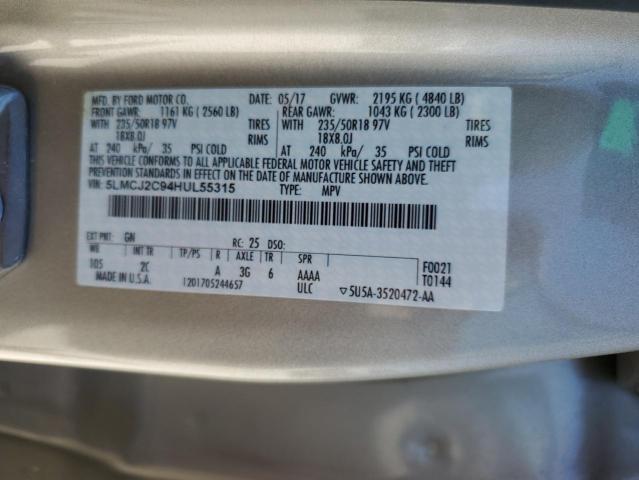 MFD. BY FORD MOTOR CO. DATE: 05/17 GVWR: 2195 KG ( 4840 LB)
FRONT GAWR: 1161 KG ( 2560 LB) REAR GAWR: 1043 KG ( 2300 LB)
WITH 235/50R18 97V TIRES WITH 235/50R18 97V TIRES
18X8.0J RIMS 18X8.0J RIMS
AT 240 kPa/ 35 PSI COLD AT 240 kPa/ 35 PSI COLD
THIS VEHICLE CONFORMS TO ALL APPLICABLE FEDERAL MOTOR VEHICLE SAFETY AND THEFT
PREVENTION STANDARDS IN EFFECT ON THE DATE OF MANUFACTURE SHOWN ABOVE.
VIN: 5LMCJ2C94HUL55315 TYPE: MPV
EXT PNT: GN RC: 25 DSO:
WB INT TR TP/PS R AXLE TR SPR F0021
105 2C A 3G 6 AAAA T0144
MADE IN U.S.A. 1201705244657 ULC ▽5U5A-3520472-AA